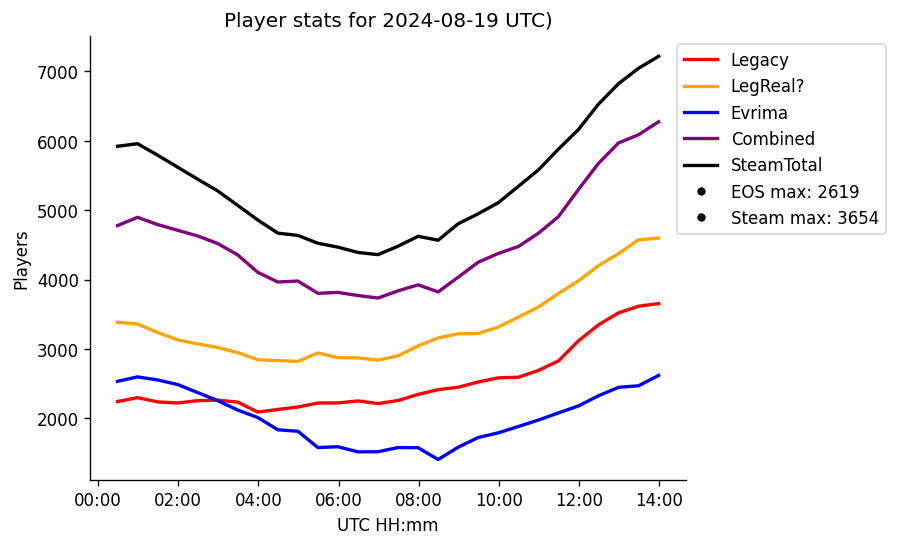 Player stats for 2024-08-19 UTC)
Players
7000
6000
5000
4000
3000
2000
00:00 02:00 04:00 06:00 08:00 10:00 12:00 14:00
UTC HH:mm
Legacy
LegReal?
Evrima
Combined
SteamTotal
EOS max: 2619
Steam max: 3654